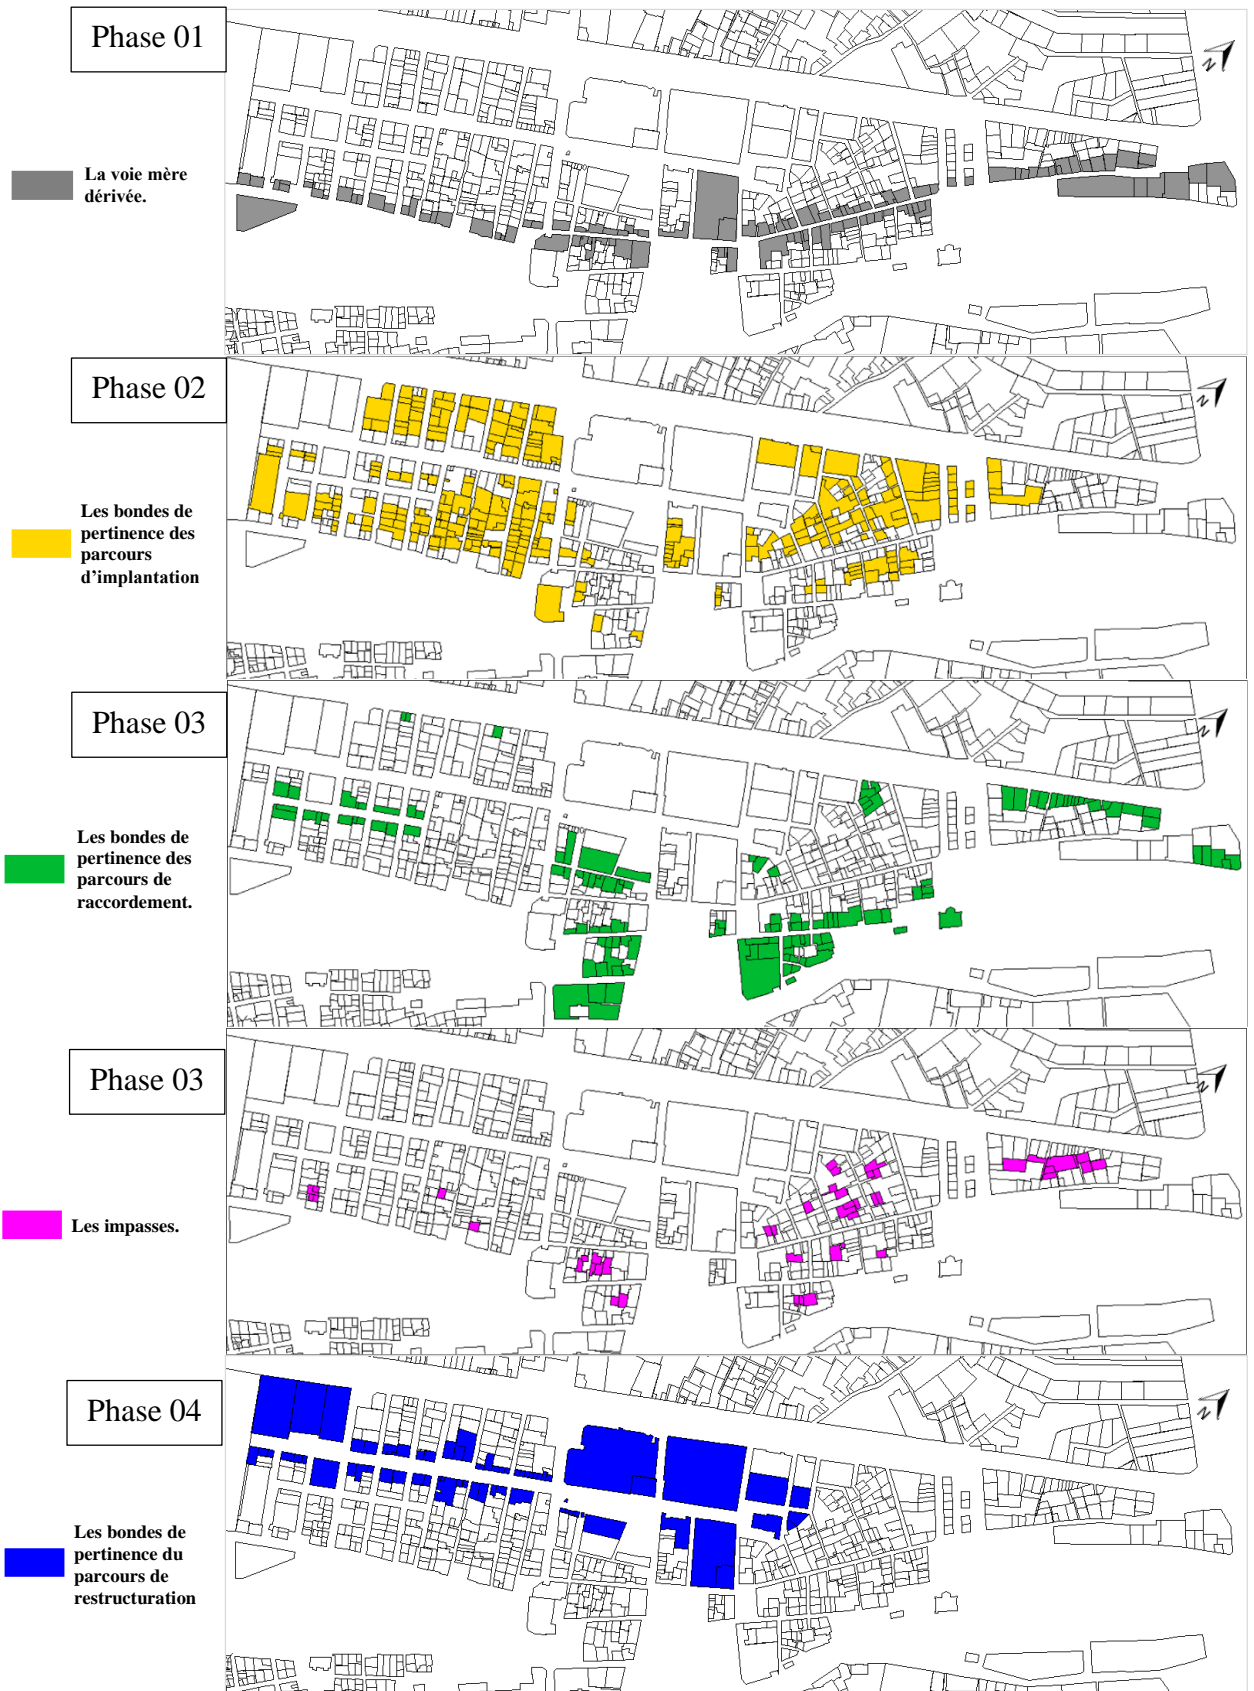 Phase 01
La voie mère
dérivée.
N
Phase 02
Les bondes de
pertinence des
parcours
d’implantation
N
Phase 03
Les bondes de
pertinence des
parcours de
raccordement.
N
Phase 03
Les impasses.
N
Phase 04
Les bondes de
pertinence du
parcours de
restructuration
N